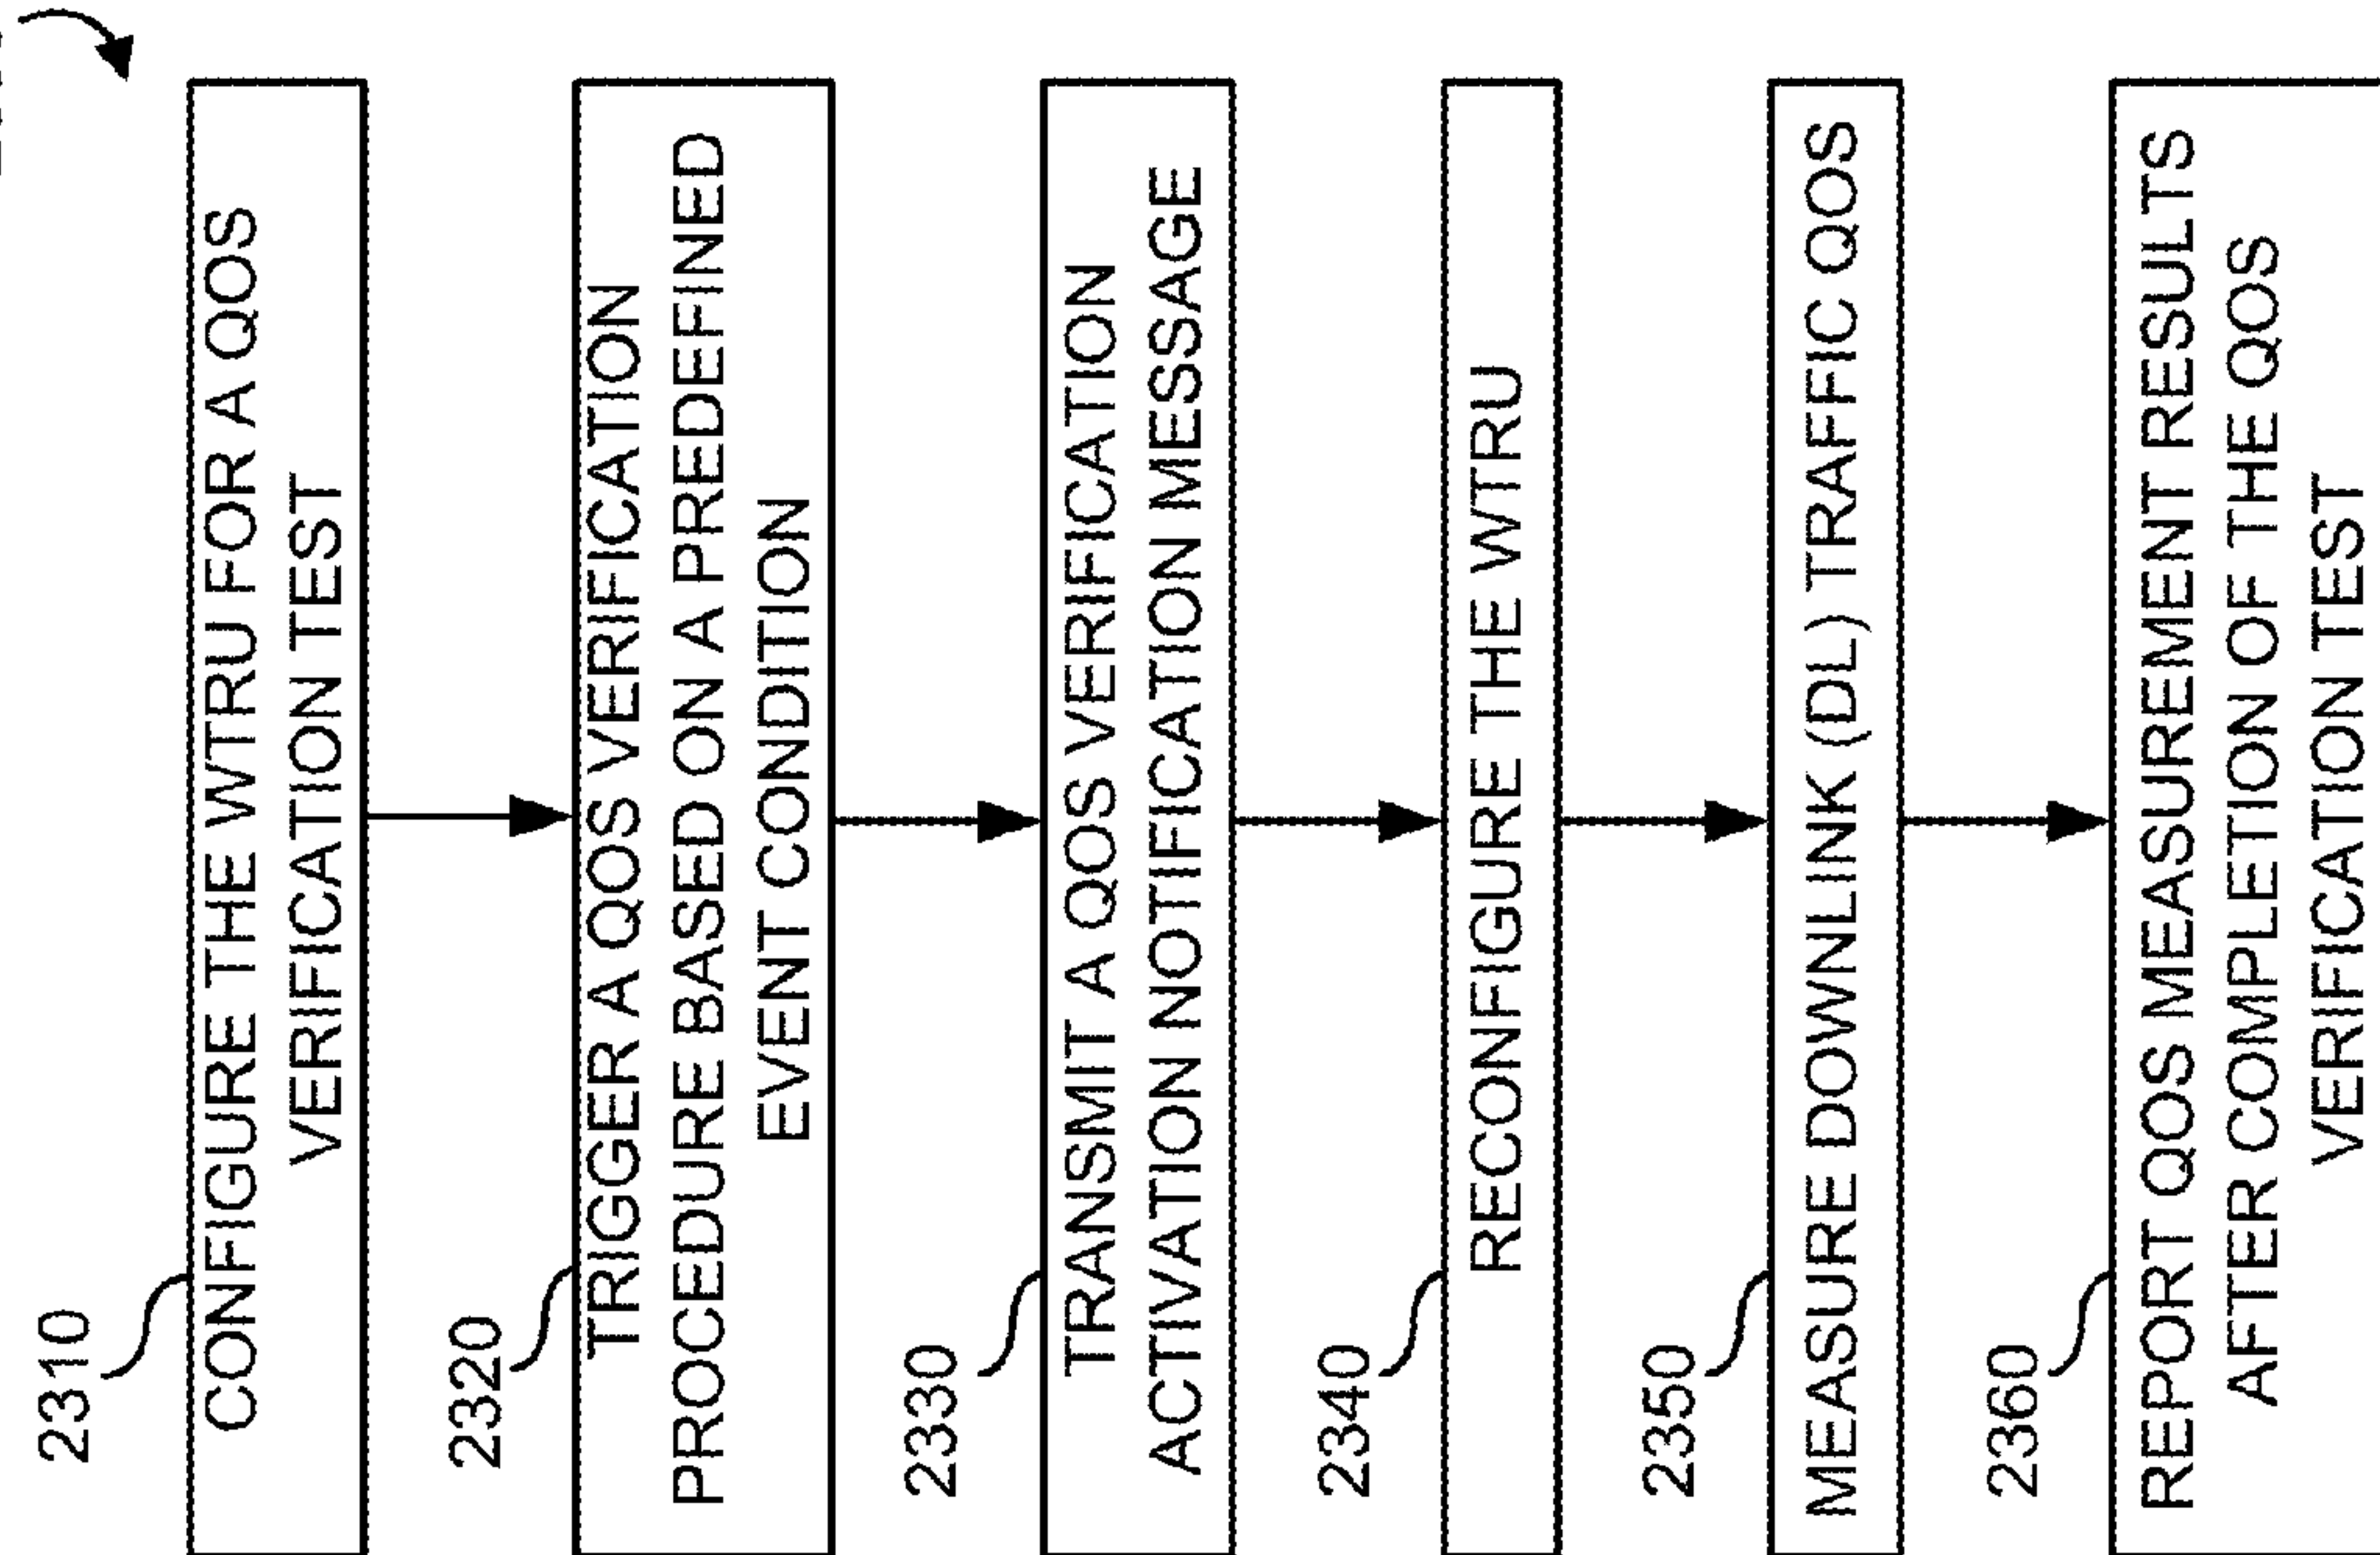 2310
CONFIGURE THE WTRU FOR A QOS
VERIFICATION TEST
2320
TRIGGER A QOS VERIFICATION
PROCEDURE BASED ON A PREDEFINED
EVENT CONDITION
2330
TRANSMIT A QOS VERIFICATION
ACTIVATION NOTIFICATION MESSAGE
2340
RECONFIGURE THE WTRU
2350
MEASURE DOWNLINK (DL) TRAFFIC QOS
2360
REPORT QOS MEASUREMENT RESULTS
AFTER COMPLETION OF THE QOS
VERIFICATION TEST